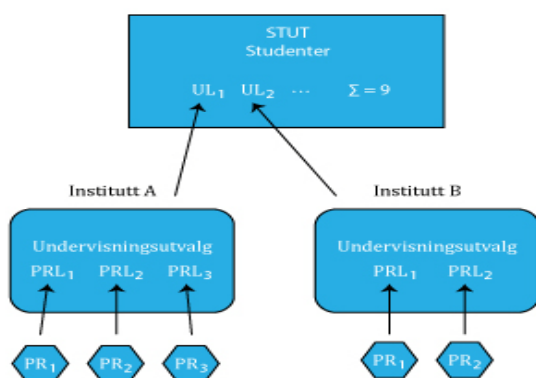 STUT
Studenter
UL₁ UL₂ ... Σ = 9
Institutt A Institutt B
Undervisningsutvalg Undervisningsutvalg
PRL₁ PRL₂ PRL₃ PRL₁ PRL₂
PR₁ PR₂ PR₃ PR₁ PR₂